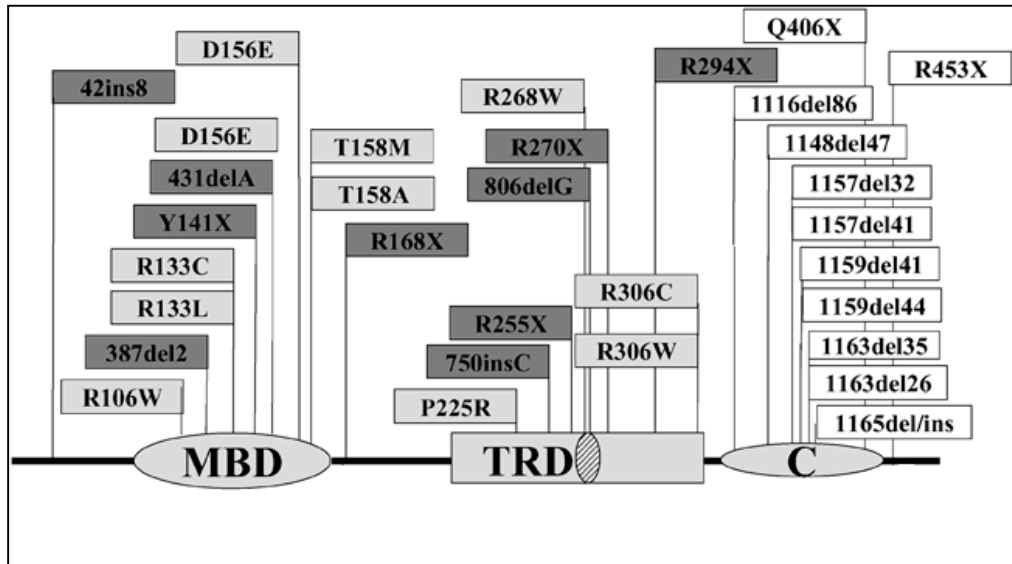 Q406X
D156E
R453X
R294X
42ins8
R268W
1116del86
D156E
T158M
R270X
1148del47
431delA
806delG
1157del32
T158A
Y141X
1157del41
R168X
R133C
1159del41
R306C
R133L
1159del44
R255X
387del2
R306W
1163del35
750insC
1163del26
R106W
P225R
1165del/ins
MBD
TRD
C